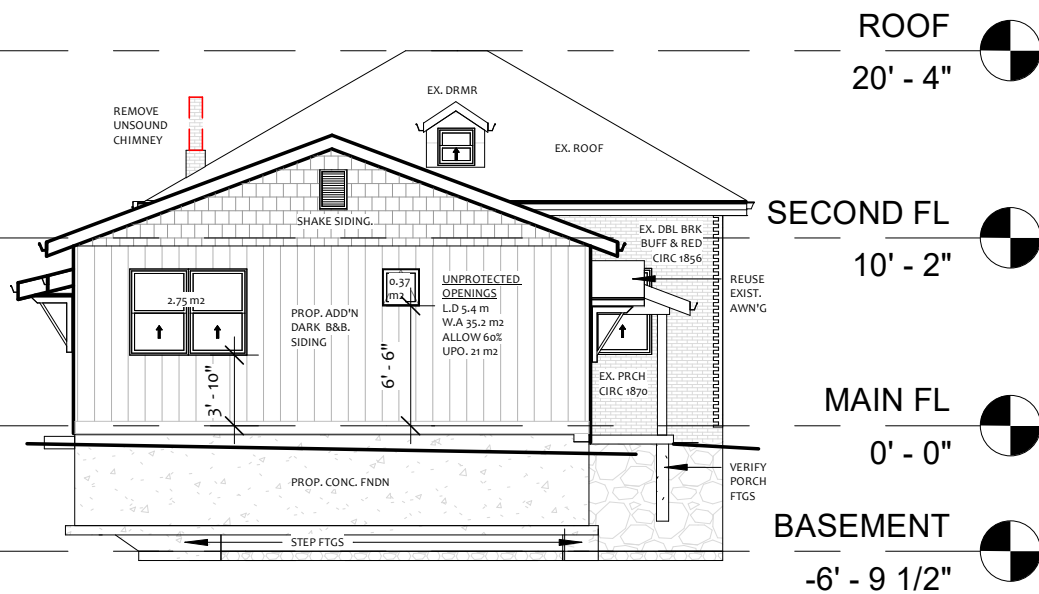 ROOF
20' - 4"
EX. DRMR
REMOVE
UNSOUND
CHIMNEY
EX. ROOF
SECOND FL
10' - 2"
SHAKE SIDING.
EX. DBL BRK
BUFF & RED
CIRC 1856
2.75 m2
0.37
m2
UNPROTECTED
OPENINGS
L.D 5.4 m
W.A 35.2 m2
ALLOW 60%
UPO. 21 m2
PROP. ADD'N
DARK B&B.
SIDING
REUSE
EXIST.
AWN'G
3' - 10"
6' - 6"
EX. PRCH
CIRC 1870
MAIN FL
0' - 0"
PROP. CONC. FNDN
VERIFY
PORCH
FTGS
STEP FTGS
BASEMENT
-6' - 9 1/2"